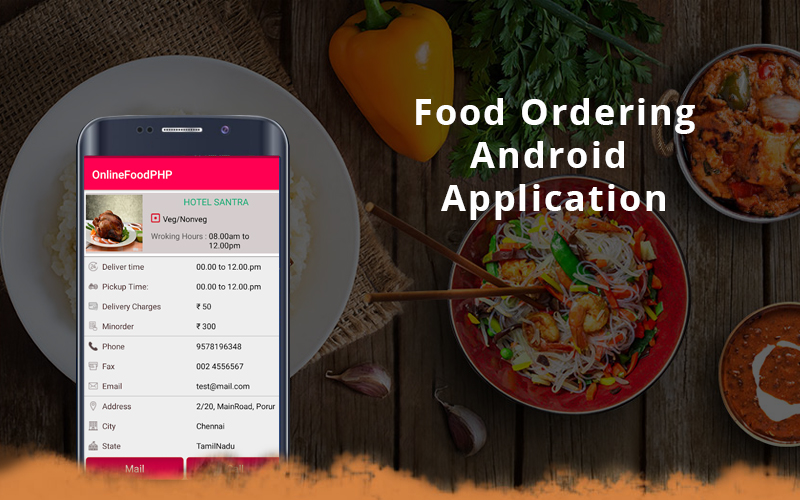 Food Ordering
Android
Application
OnlineFoodPHP
HOTEL SANTRA
Veg/Nonveg
Wroking Hours : 08.00am to
12.00pm
Deliver time 00.00 to 12.00.pm
Pickup Time: 00.00 to 12.00.pm
Delivery Charges ₹ 50
Minorder ₹ 300
Phone 9578196348
Fax 002 4556567
Email test@mail.com
Address 2/20, MainRoad, Porur
City Chennai
State TamilNadu
Mail Call